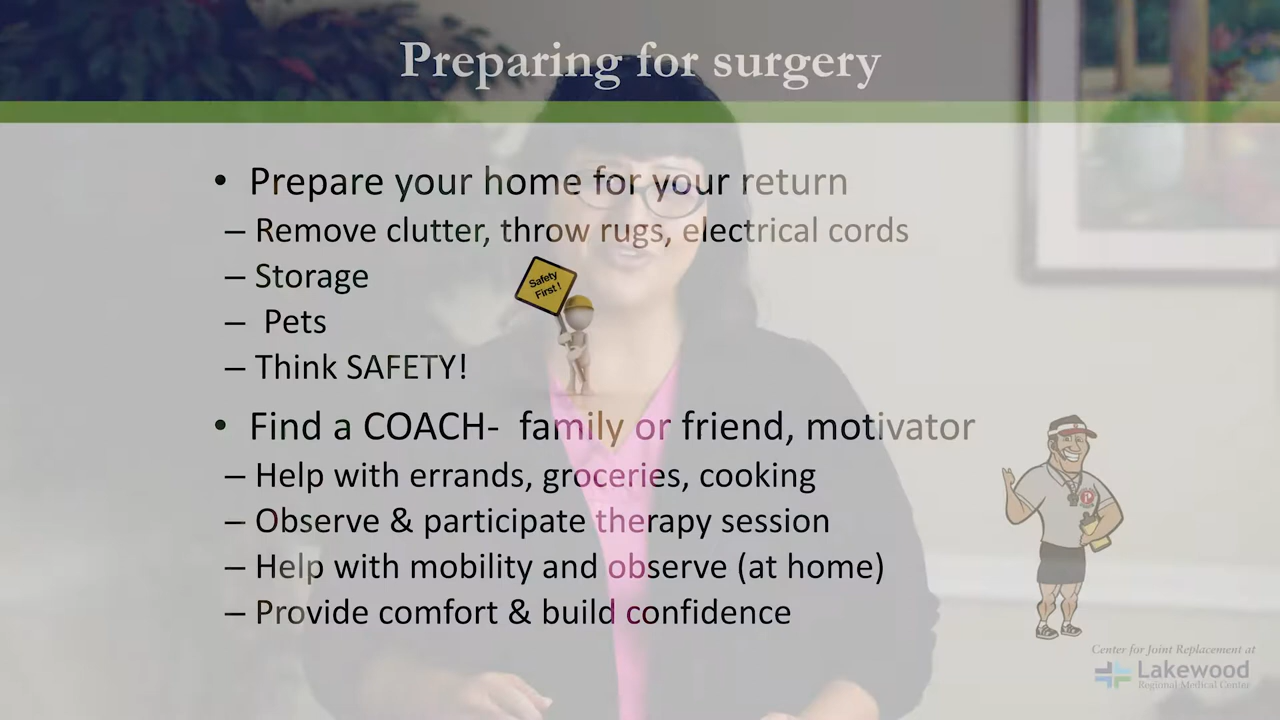 Preparing for surgery
• Prepare your home for your return
– Remove clutter, throw rugs, electrical cords
– Storage
– Pets
– Think SAFETY!
Safety
First !
• Find a COACH- family or friend, motivator
– Help with errands, groceries, cooking
– Observe & participate therapy session
– Help with mobility and observe (at home)
– Provide comfort & build confidence
Center for Joint Replacement at
Lakewood
Regional Medical Center